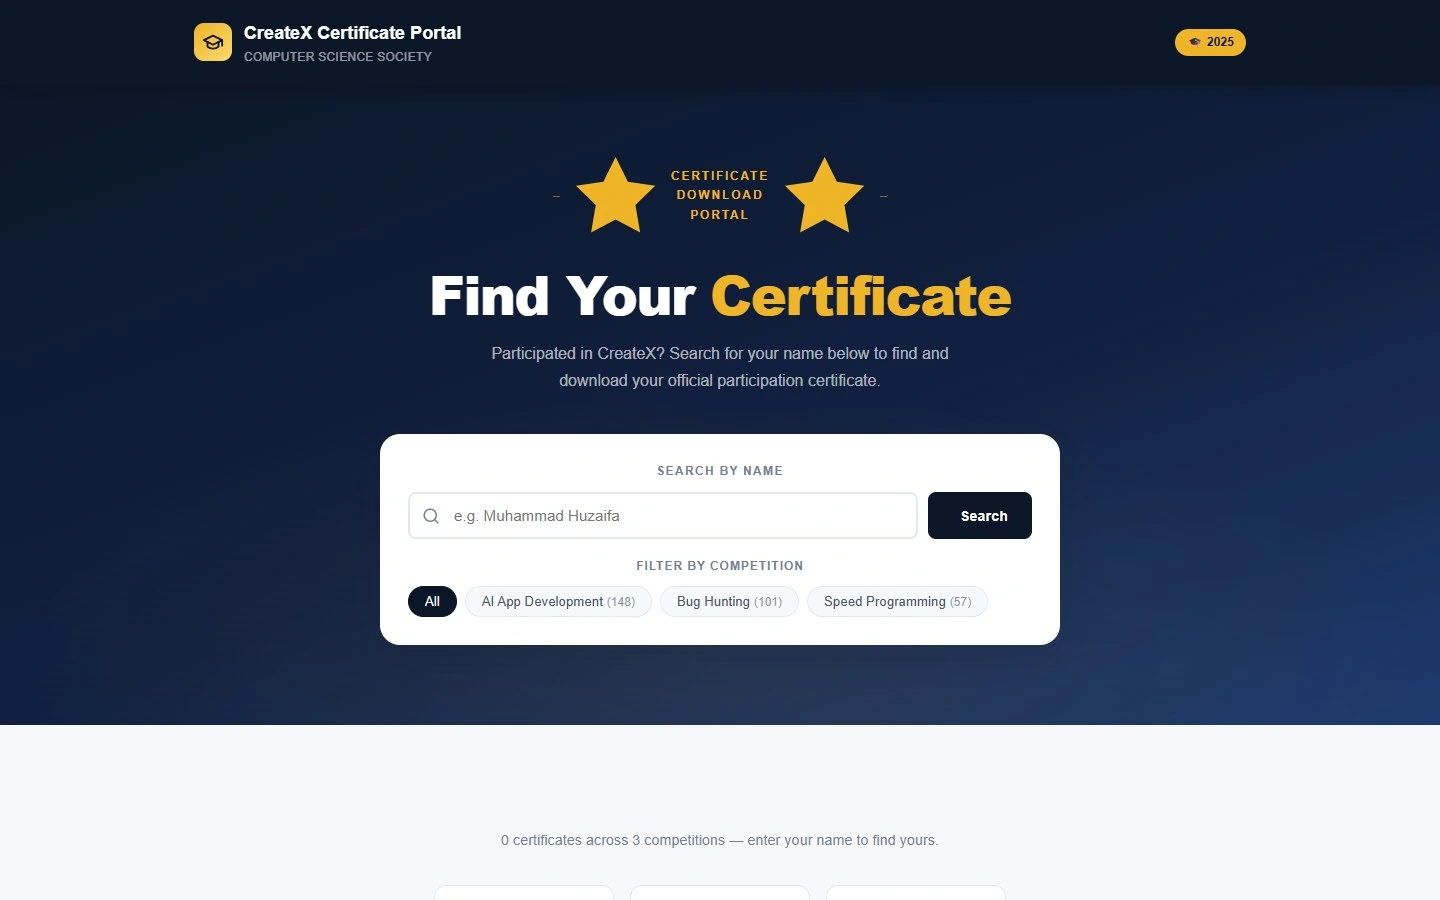 CreateX Certificate Portal
COMPUTER SCIENCE SOCIETY
2025
CERTIFICATE
DOWNLOAD
PORTAL
Find Your Certificate
Participated in CreateX? Search for your name below to find and
download your official participation certificate.
SEARCH BY NAME
e.g. Muhammad Huzaifa
Search
FILTER BY COMPETITION
All
AI App Development (148)
Bug Hunting (101)
Speed Programming (57)
0 certificates across 3 competitions — enter your name to find yours.